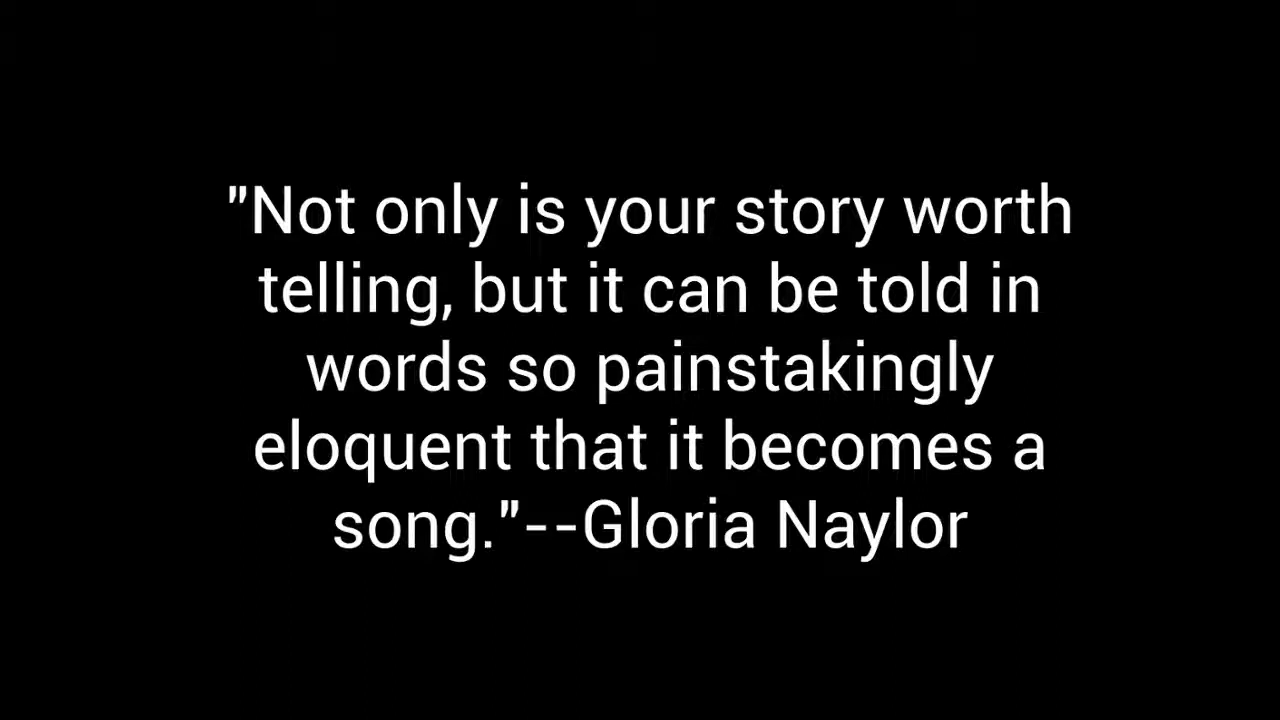 "Not only is your story worth
telling, but it can be told in
words so painstakingly
eloquent that it becomes a
song."--Gloria Naylor